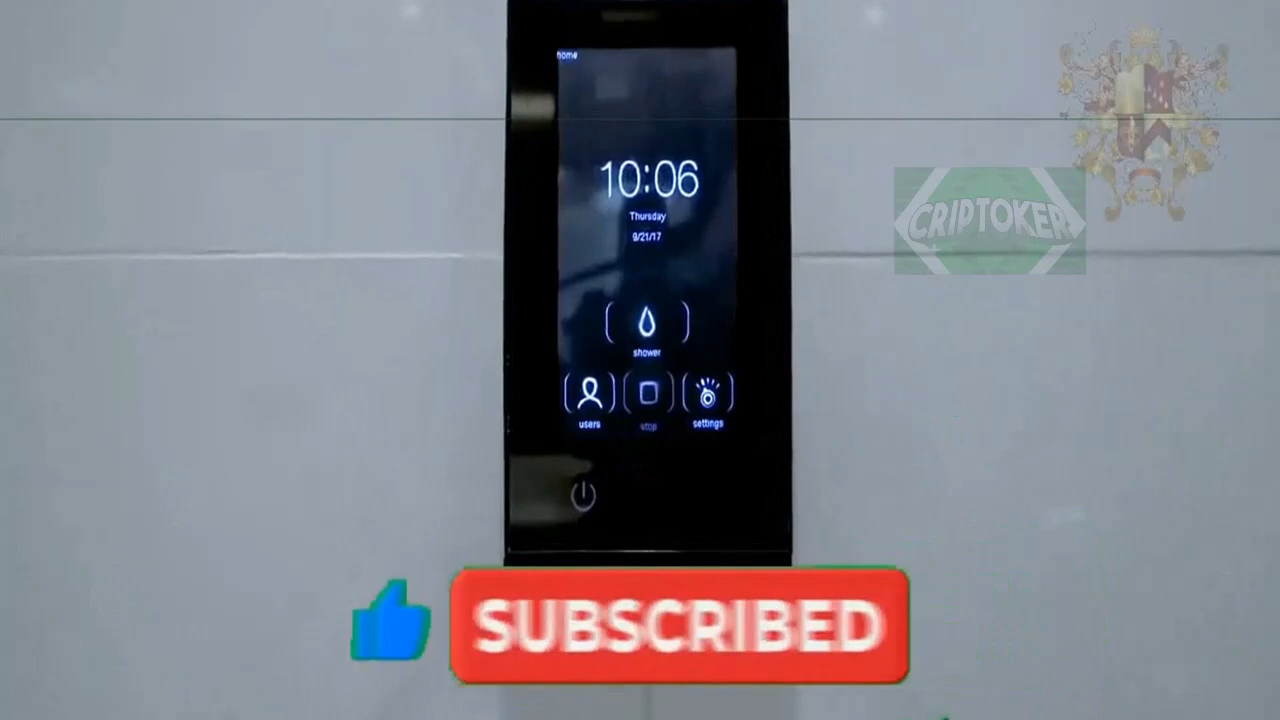 home
10:06
Thursday
9/21/17
shower
users
stop
settings
CRIPTOKER
SUBSCRIBED